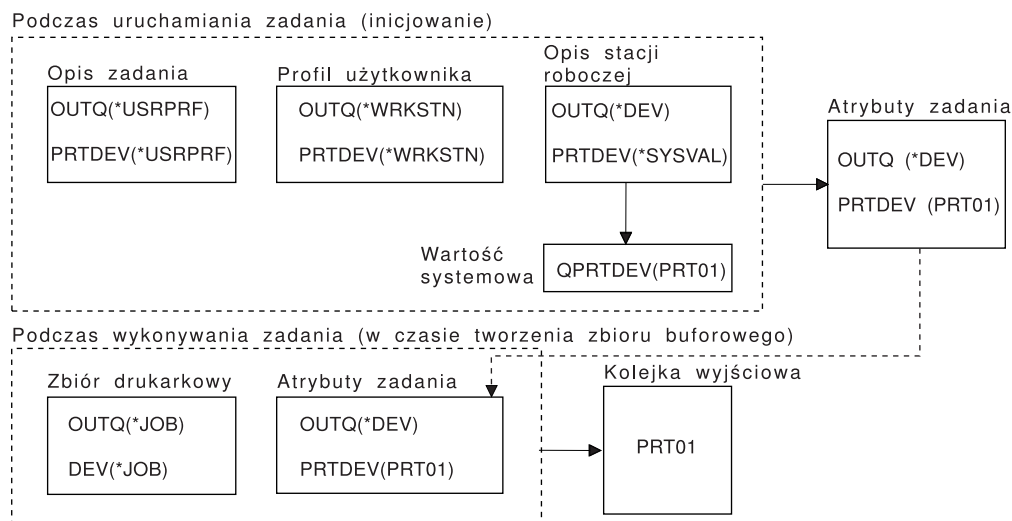 Podczas uruchamiania zadania (inicjowanie)
Opis zadania
OUTQ(*USRPRF)
PRTDEV(*USRPRF)
Profil użytkownika
OUTQ(*WRKSTN)
PRTDEV(*WRKSTN)
Opis stacji
roboczej
OUTQ(*DEV)
PRTDEV(*SYSVAL)
Wartość
systemowa
QPRTDEV(PRT01)
Atrybuty zadania
OUTQ (*DEV)
PRTDEV (PRT01)
Podczas wykonywania zadania (w czasie tworzenia zbioru buforowego)
Zbiór drukarkowy
OUTQ(*JOB)
DEV(*JOB)
Atrybuty zadania
OUTQ(*DEV)
PRTDEV(PRT01)
Kolejka wyjściowa
PRT01